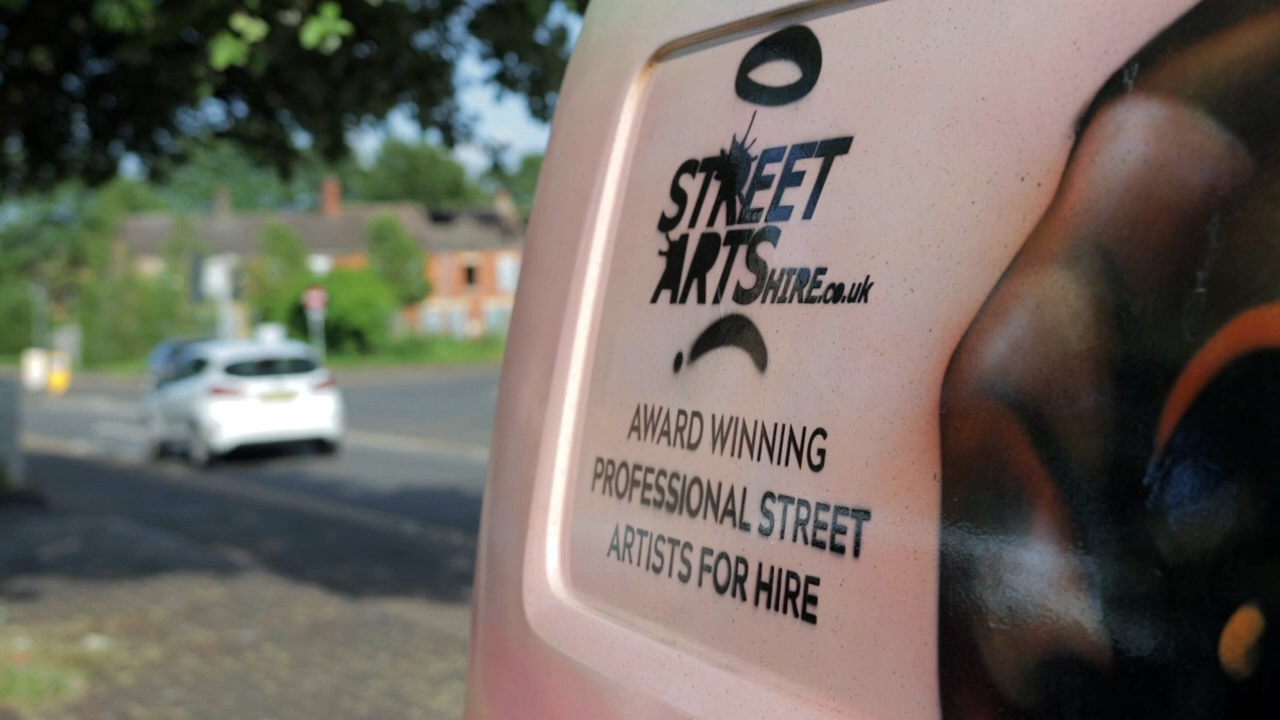 STREET
ARTSHIRE.co.uk
AWARD WINNING
PROFESSIONAL STREET
ARTISTS FOR HIRE